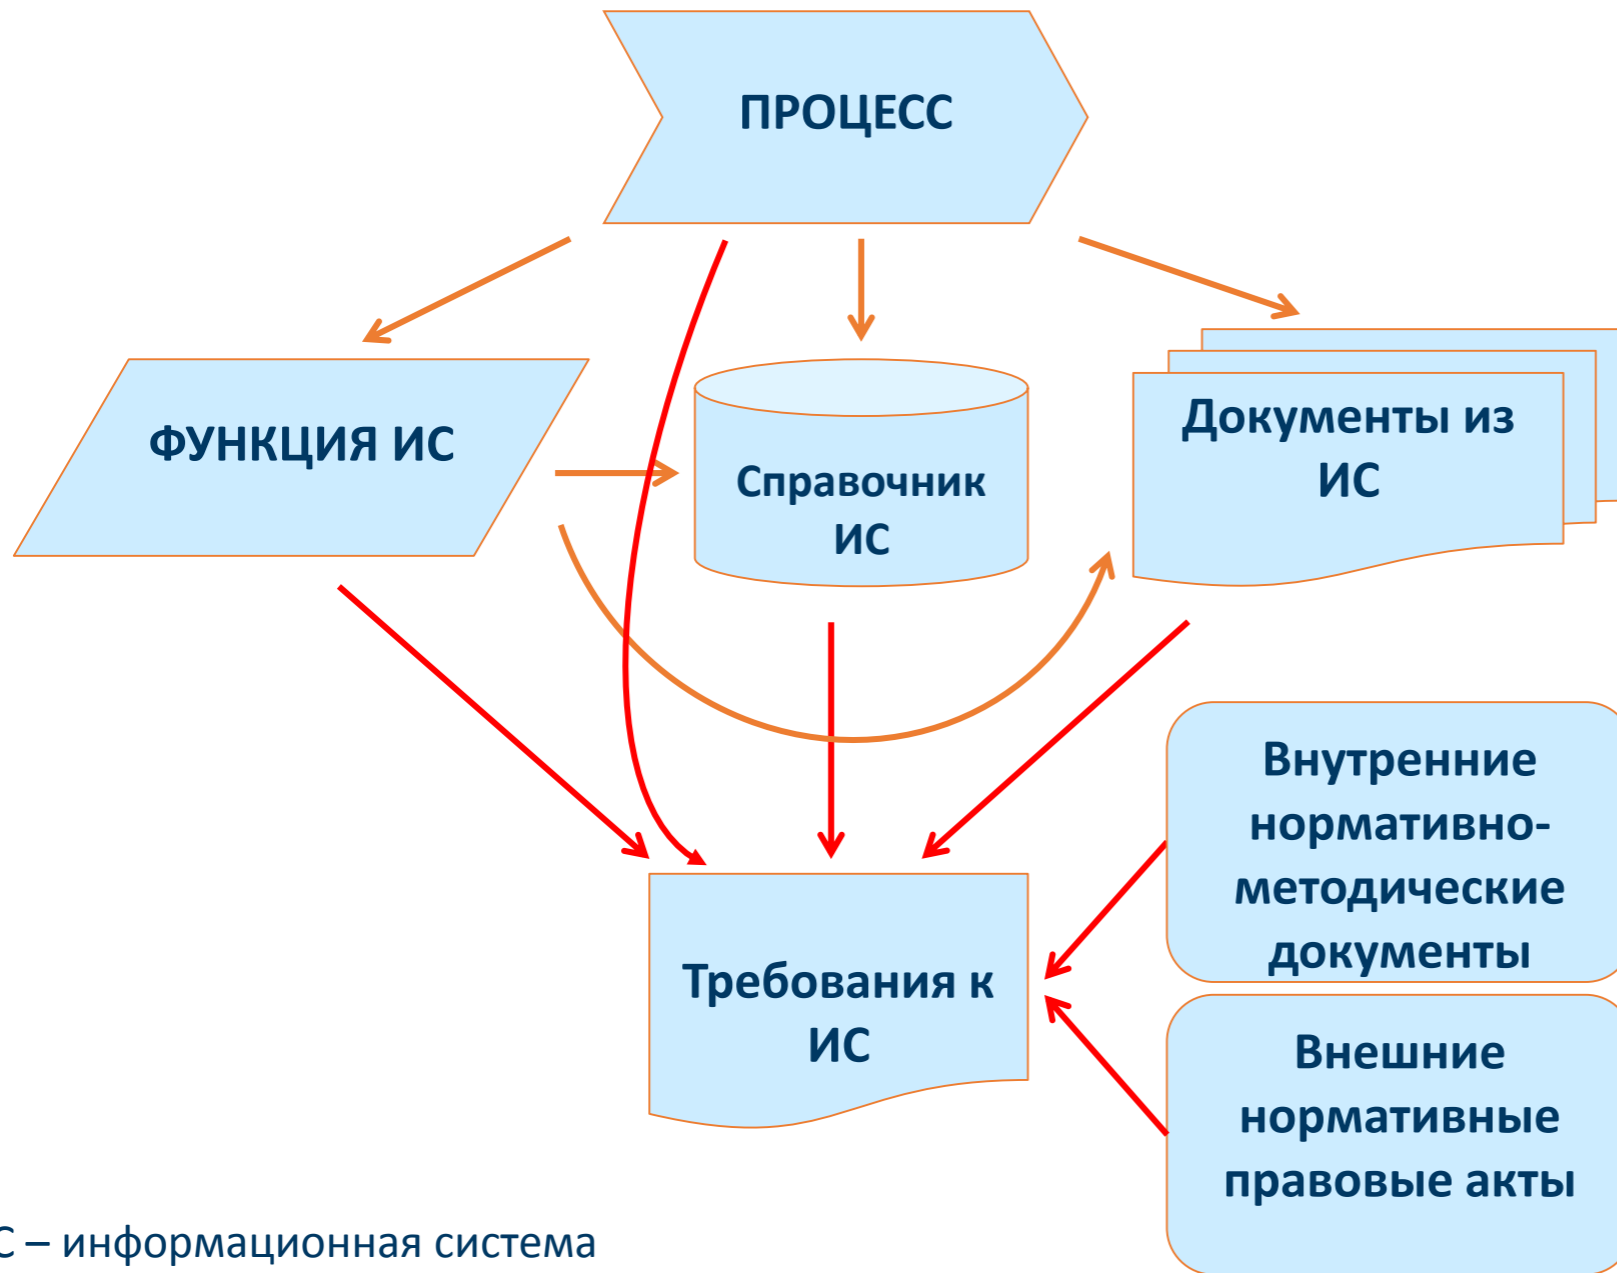 ПРОЦЕСС
ФУНКЦИЯ ИС
Справочник
ИС
Документы из
ИС
Внутренние
нормативно-
методические
документы
Требования к
ИС
Внешние
нормативные
правовые акты
С – информационная система